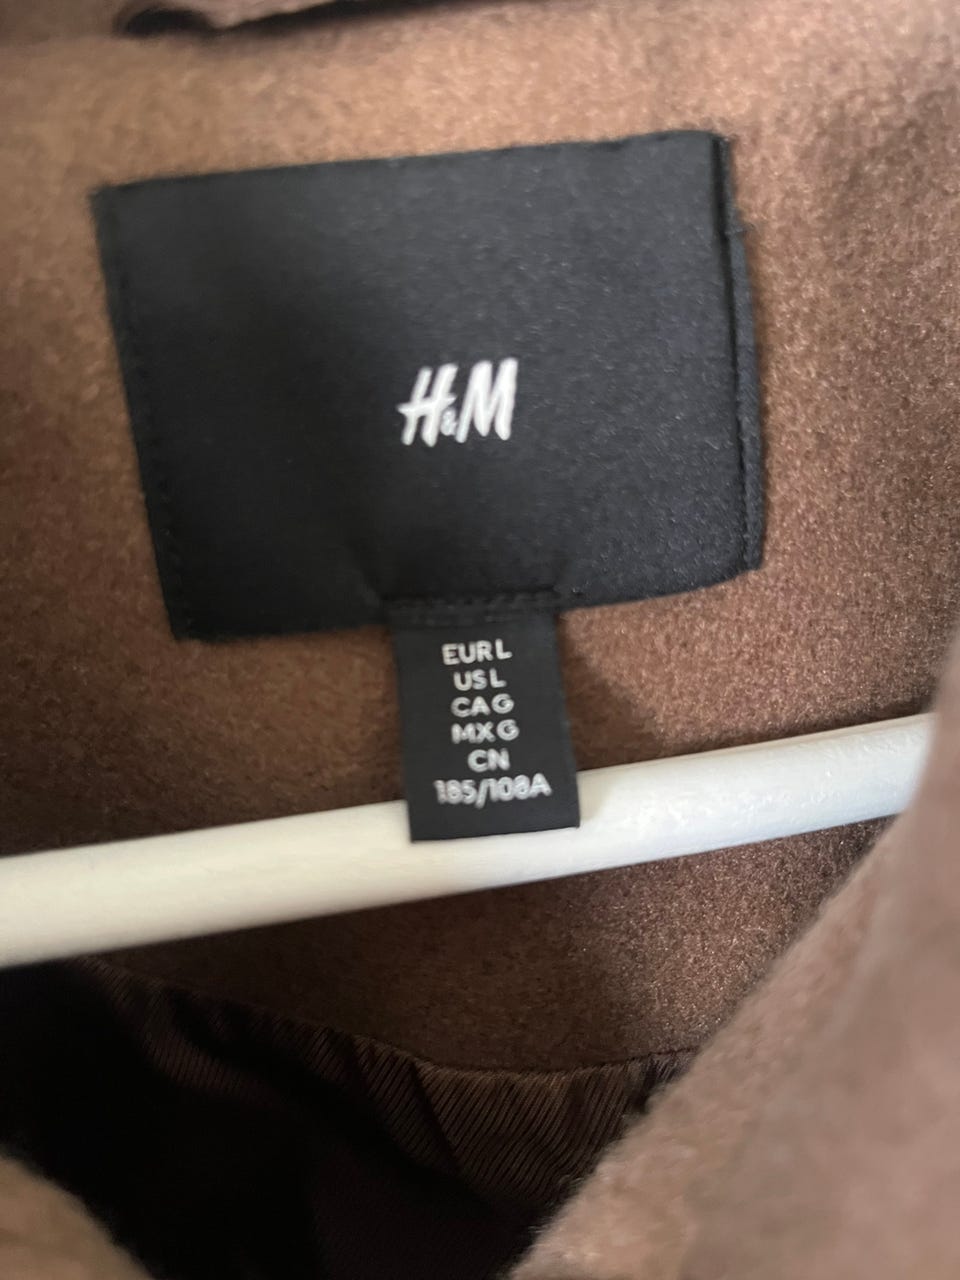 H&M
EUR L
US L
CA G
MX G
CN
185/108A